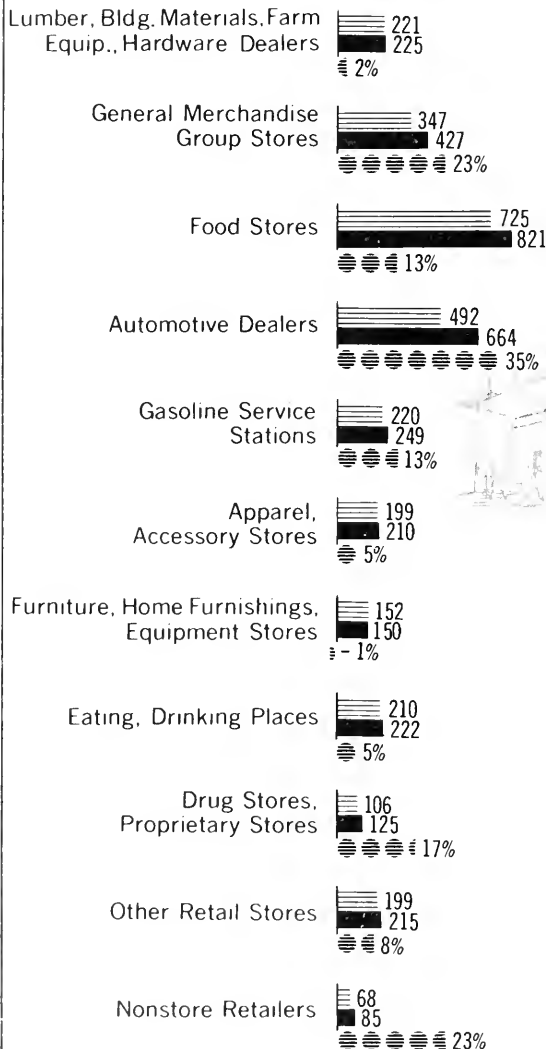 Lumber, Bldg. Materials, Farm
Equip., Hardware Dealers
221
225
2%
General Merchandise
Group Stores
347
427
23%
Food Stores
725
821
13%
Automotive Dealers
492
664
35%
Gasoline Service
Stations
220
249
13%
Apparel,
Accessory Stores
199
210
5%
Furniture, Home Furnishings,
Equipment Stores
152
150
- 1%
Eating, Drinking Places
210
222
5%
Drug Stores,
Proprietary Stores
106
125
17%
Other Retail Stores
199
215
8%
Nonstore Retailers
68
85
23%